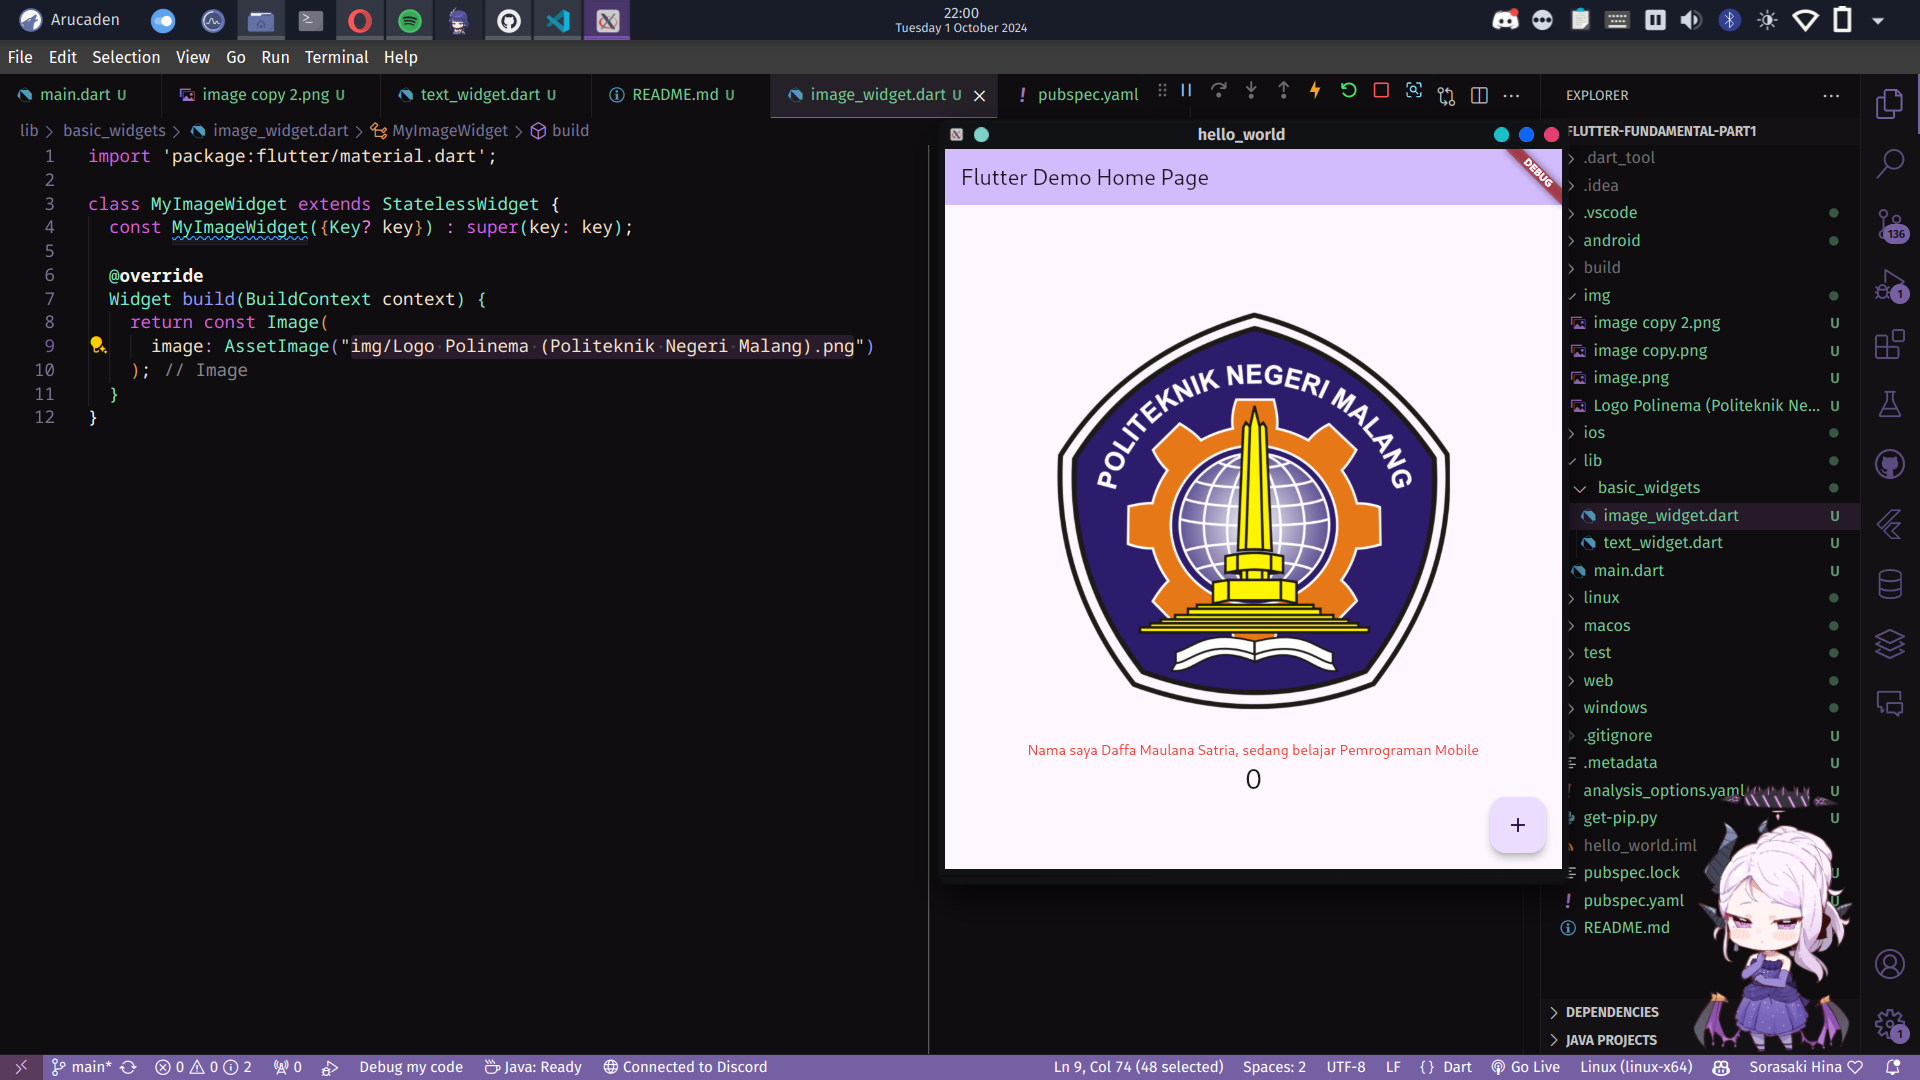 Arucaden
22:00
Tuesday 1 October 2024
File Edit Selection View Go Run Terminal Help
main.dart U
image copy 2.png U
text_widget.dart U
README.md U
image_widget.dart U
! pubspec.yaml
EXPLORER
lib > basic_widgets > image_widget.dart > MyImageWidget > build
1 import 'package:flutter/material.dart';
2
3 class MyImageWidget extends StatelessWidget {
4 const MyImageWidget({Key? key}) : super(key: key);
5
6 @override
7 Widget build(BuildContext context) {
8 return const Image(
9 image: AssetImage("img/Logo Polinema (Politeknik Negeri Malang).png")
10 ); // Image
11 }
12 }
hello_world
Flutter Demo Home Page
DEBUG
POLITEKNIK NEGERI MALANG
Nama saya Daffa Maulana Satria, sedang belajar Pemrograman Mobile
0
+
FLUTTER-FUNDAMENTAL-PART1
.dart_tool
.idea
.vscode
android
build
img
image copy 2.png U
image copy.png U
image.png U
Logo Polinema (Politeknik Ne... U
ios
lib
basic_widgets
image_widget.dart U
text_widget.dart U
main.dart U
linux
macos
test
web
windows
.gitignore U
.metadata U
analysis_options.yaml U
get-pip.py U
hello_world.iml
pubspec.lock U
! pubspec.yaml U
README.md
DEPENDENCIES
JAVA PROJECTS
136
1
1
main* 0 0 2 0 Debug my code Java: Ready Connected to Discord
Ln 9, Col 74 (48 selected) Spaces: 2 UTF-8 LF {} Dart Go Live Linux (linux-x64) Sorasaki Hina